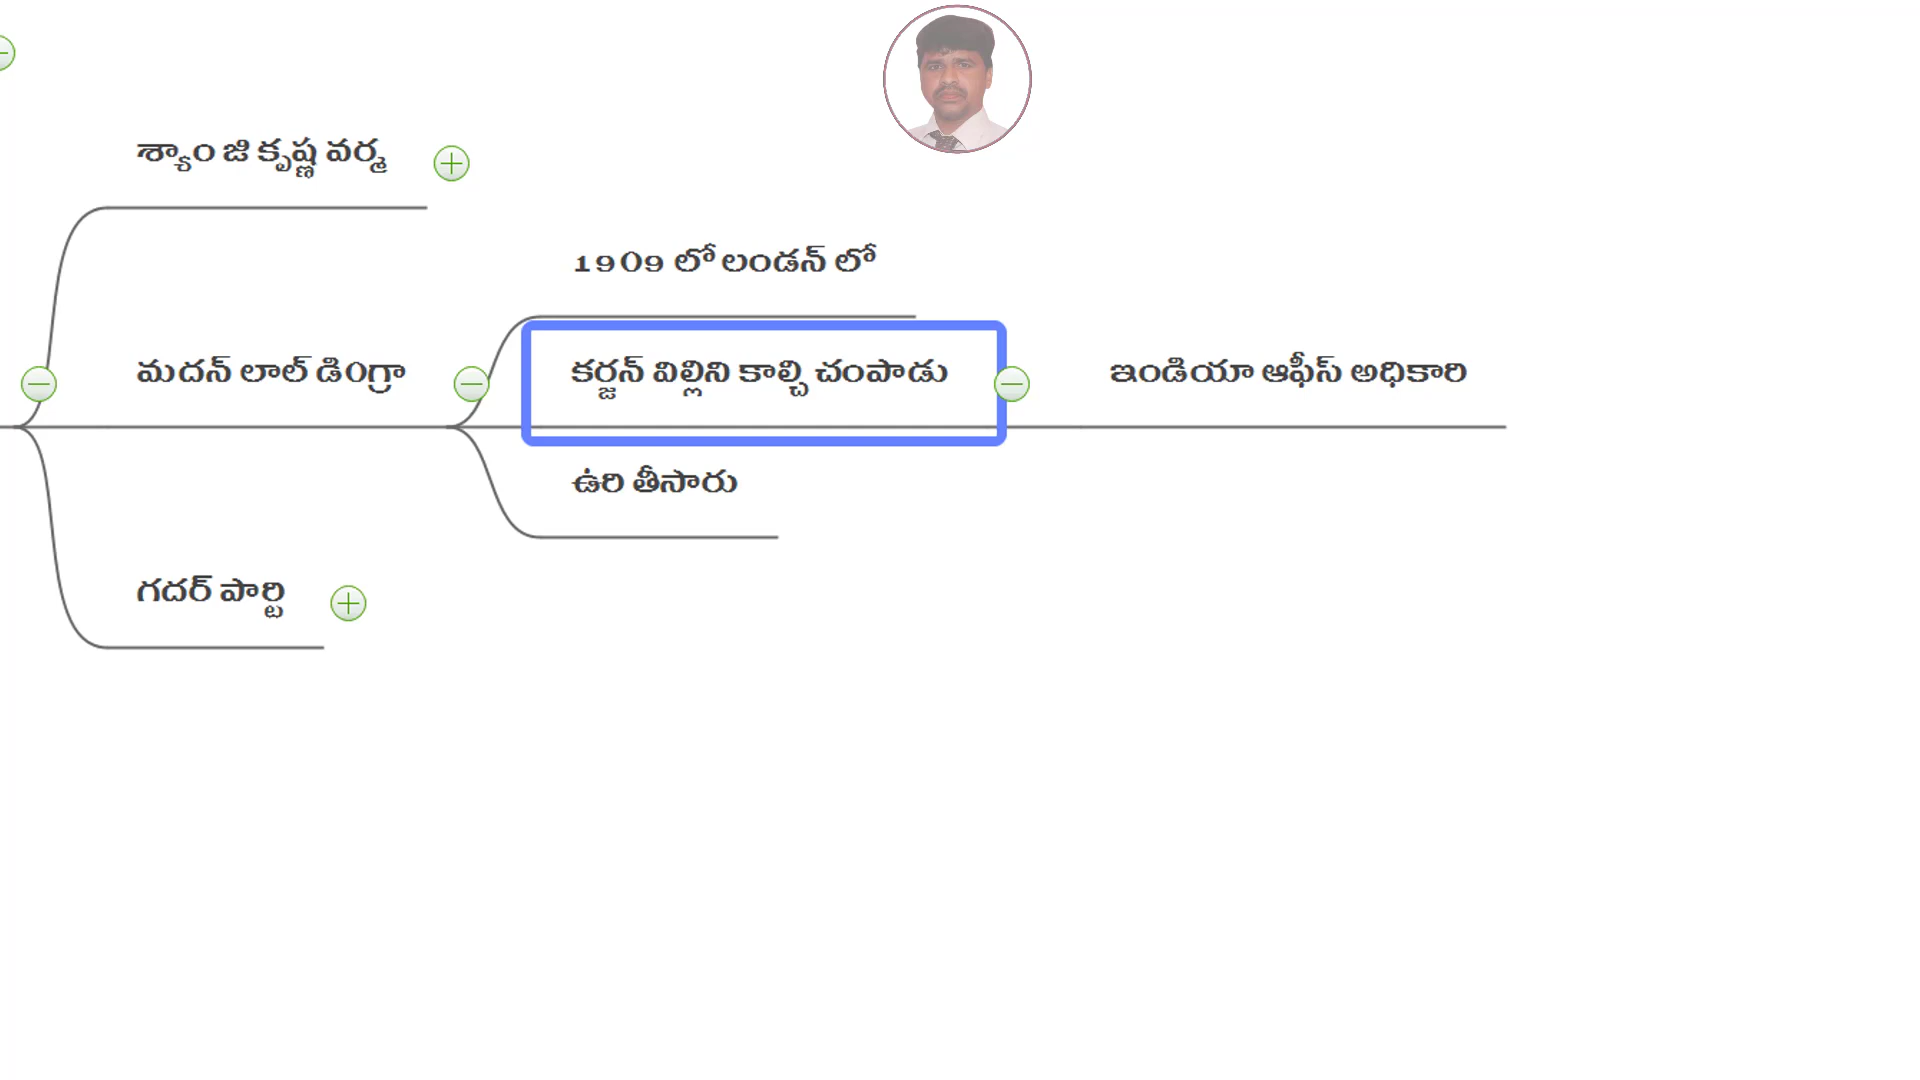 శ్యాం జి కృష్ణ వర్మ
1909 లో లండన్ లో
మదన్ లాల్ డింగ్రా
కర్జన్ విల్లిని కాల్చి చంపాడు
ఇండియా ఆఫీస్ అధికారి
ఉరి తీసారు
గదర్ పార్టి